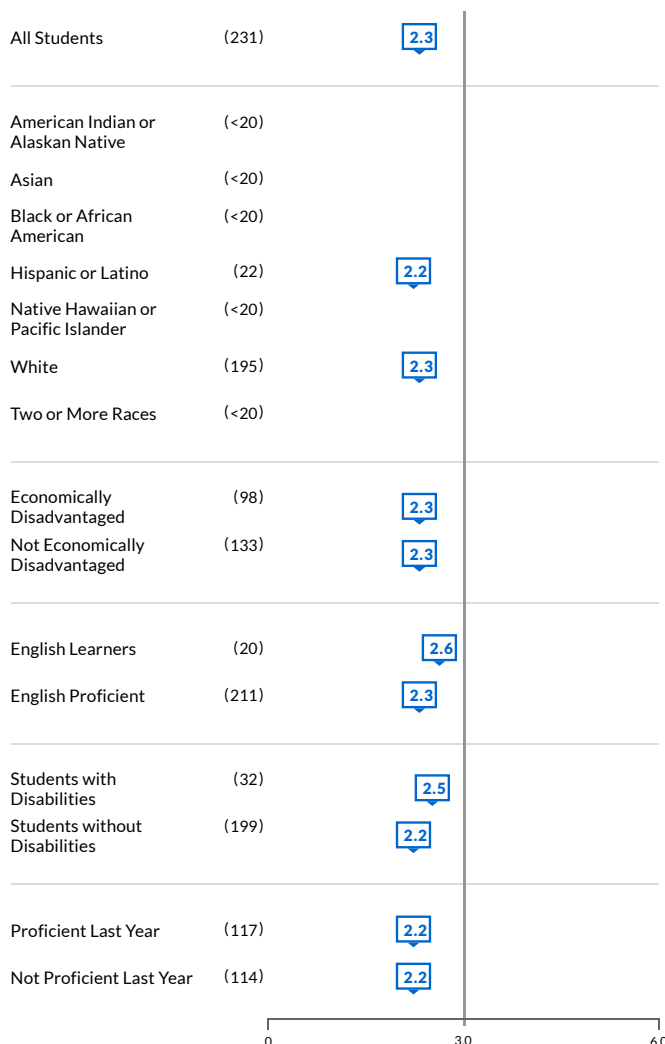 All Students (231) 2.3
American Indian or (<20)
Alaskan Native
Asian (<20)
Black or African (<20)
American
Hispanic or Latino (22) 2.2
Native Hawaiian or (<20)
Pacific Islander
White (195) 2.3
Two or More Races (<20)
Economically (98) 2.3
Disadvantaged
Not Economically (133) 2.3
Disadvantaged
English Learners (20) 2.6
English Proficient (211) 2.3
Students with (32) 2.5
Disabilities
Students without (199) 2.2
Disabilities
Proficient Last Year (117) 2.2
Not Proficient Last Year (114) 2.2
0 3.0 6.0